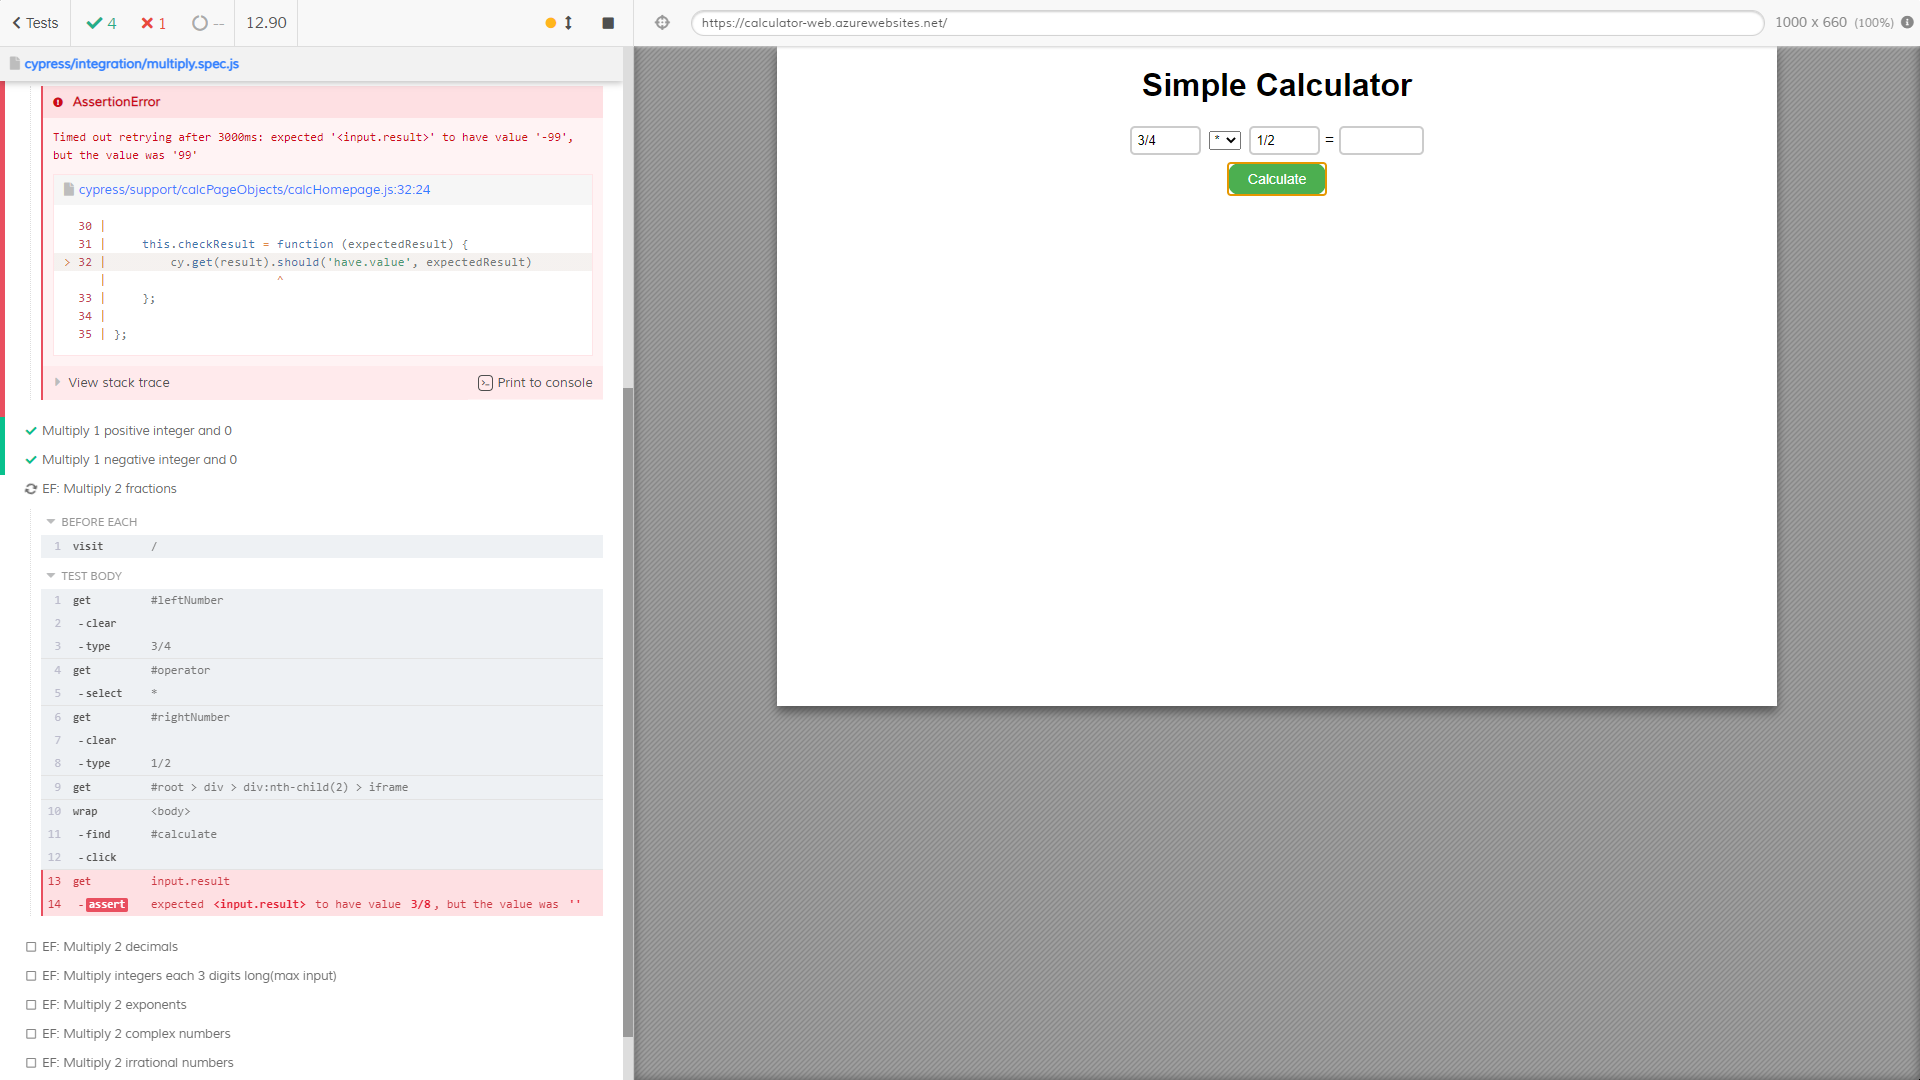 Tests 4 1 -- 12.90
cypress/integration/multiply.spec.js
AssertionError
Timed out retrying after 3000ms: expected '<input.result>' to have value '-99',
but the value was '99'
cypress/support/calcPageObjects/calcHomepage.js:32:24
30 |
31 | this.checkResult = function (expectedResult) {
> 32 | cy.get(result).should('have.value', expectedResult)
| ^
33 | };
34 |
35 | };
View stack trace Print to console
Multiply 1 positive integer and 0
Multiply 1 negative integer and 0
EF: Multiply 2 fractions
BEFORE EACH
1 visit /
TEST BODY
1 get #leftNumber
2 -clear
3 -type 3/4
4 get #operator
5 -select *
6 get #rightNumber
7 -clear
8 -type 1/2
9 get #root > div > div:nth-child(2) > iframe
10 wrap <body>
11 -find #calculate
12 -click
13 get input.result
14 -assert expected <input.result> to have value 3/8, but the value was ''
EF: Multiply 2 decimals
EF: Multiply integers each 3 digits long(max input)
EF: Multiply 2 exponents
EF: Multiply 2 complex numbers
EF: Multiply 2 irrational numbers
https://calculator-web.azurewebsites.net/ 1000 x 660 (100%)
Simple Calculator
3/4 * 1/2 =
Calculate